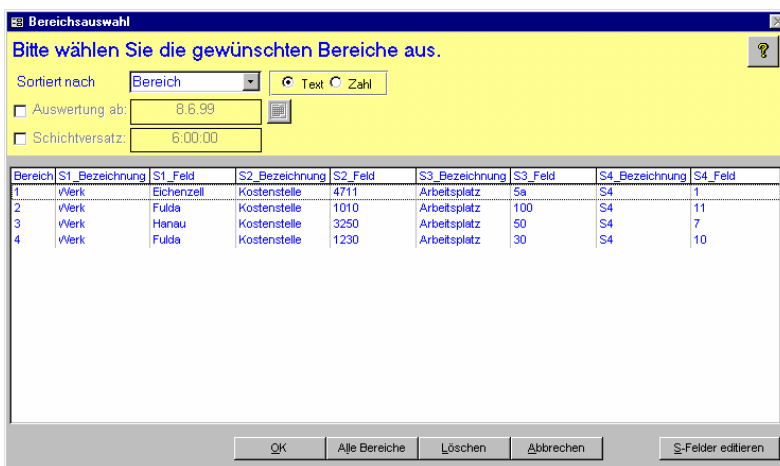 Bereichsauswahl
Bitte wählen Sie die gewünschten Bereiche aus.
?
Sortiert nach Bereich Text Zahl
Auswertung ab: 8.6.99
Schichtversatz: 6:00:00
Bereich S1_Bezeichnung S1_Feld S2_Bezeichnung S2_Feld S3_Bezeichnung S3_Feld S4_Bezeichnung S4_Feld
1 Werk Eichenzell Kostenstelle 4711 Arbeitsplatz 5a S4 1
2 Werk Fulda Kostenstelle 1010 Arbeitsplatz 100 S4 11
3 Werk Hanau Kostenstelle 3250 Arbeitsplatz 50 S4 7
4 Werk Fulda Kostenstelle 1230 Arbeitsplatz 30 S4 10
OK Alle Bereiche Löschen Abbrechen S-Felder editieren